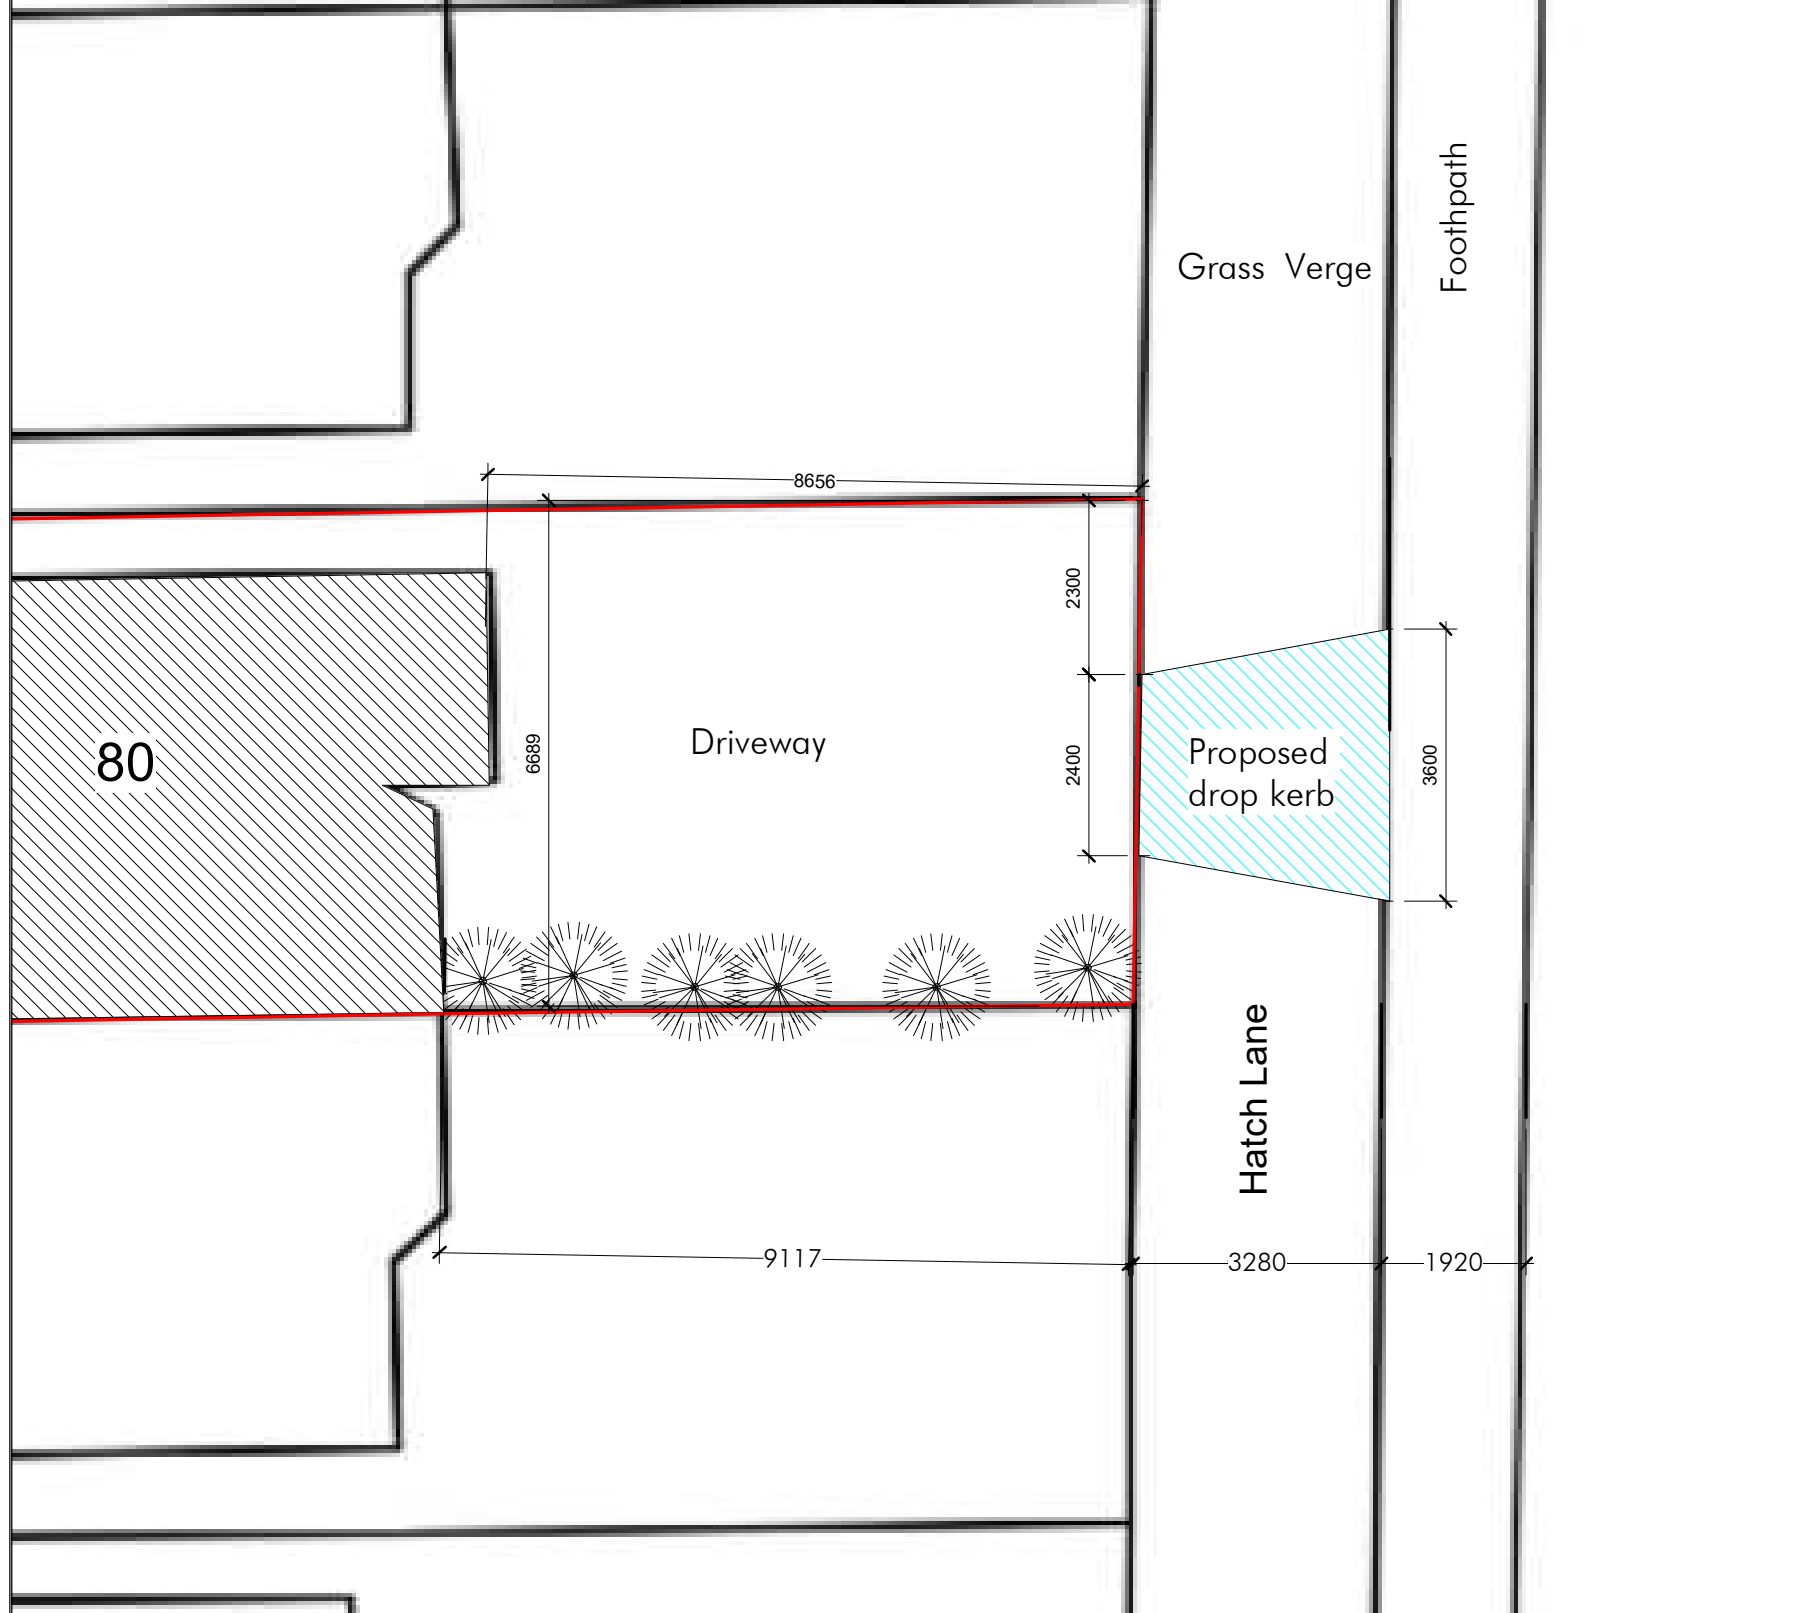 Foothpath
Grass Verge
8656
2300
6689
Driveway
80
2400
Proposed
drop kerb
3600
Hatch Lane
9117
3280
1920